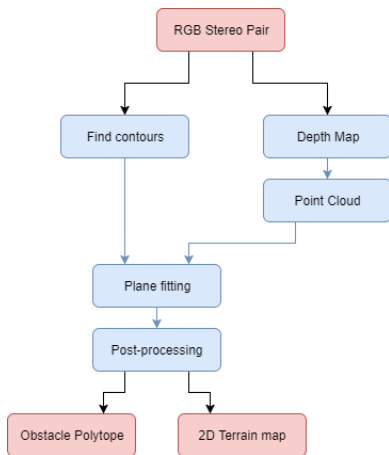 RGB Stereo Pair
Find contours
Depth Map
Point Cloud
Plane fitting
Post-processing
Obstacle Polytope
2D Terrain map